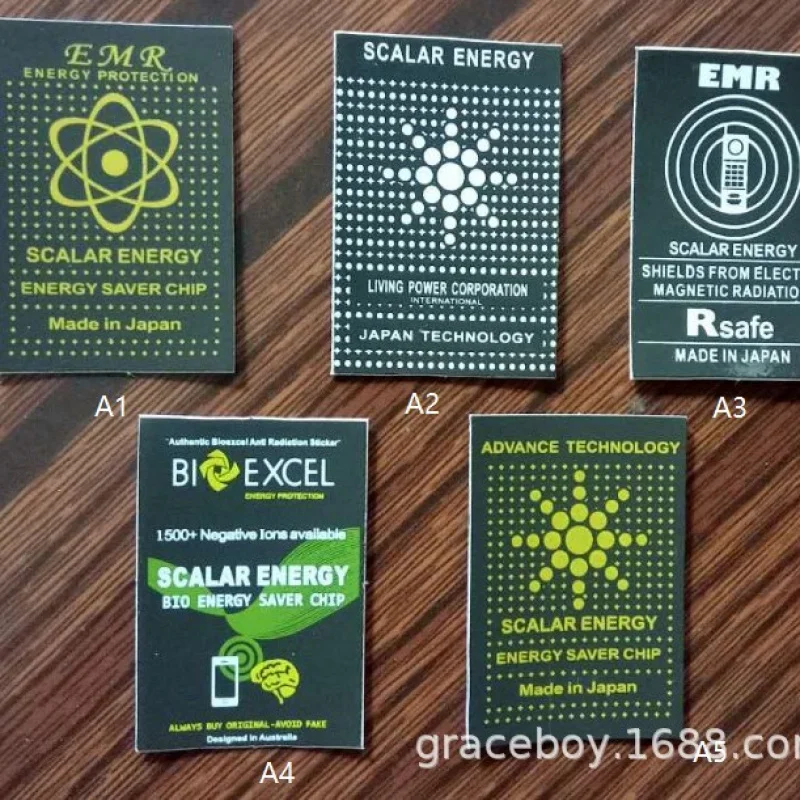 EMR
ENERGY PROTECTION
SCALAR ENERGY
ENERGY SAVER CHIP
Made in Japan
A1
SCALAR ENERGY
LIVING POWER CORPORATION
INTERNATIONAL
JAPAN TECHNOLOGY
A2
EMR
SCALAR ENERGY
SHIELDS FROM ELECT
MAGNETIC RADIATIO
Rsafe
MADE IN JAPAN
A3
"Authentic Bioexcel Anti Radiation Sticker"
BIOEXCEL
ENERGY PROTECTION
1500+ Negative Ions available
SCALAR ENERGY
BIO ENERGY SAVER CHIP
ALWAYS BUY ORIGINAL-AVOID FAKE
Designed in Australia
A4
ADVANCE TECHNOLOGY
SCALAR ENERGY
ENERGY SAVER CHIP
Made in Japan
A5
graceboy.1688.com